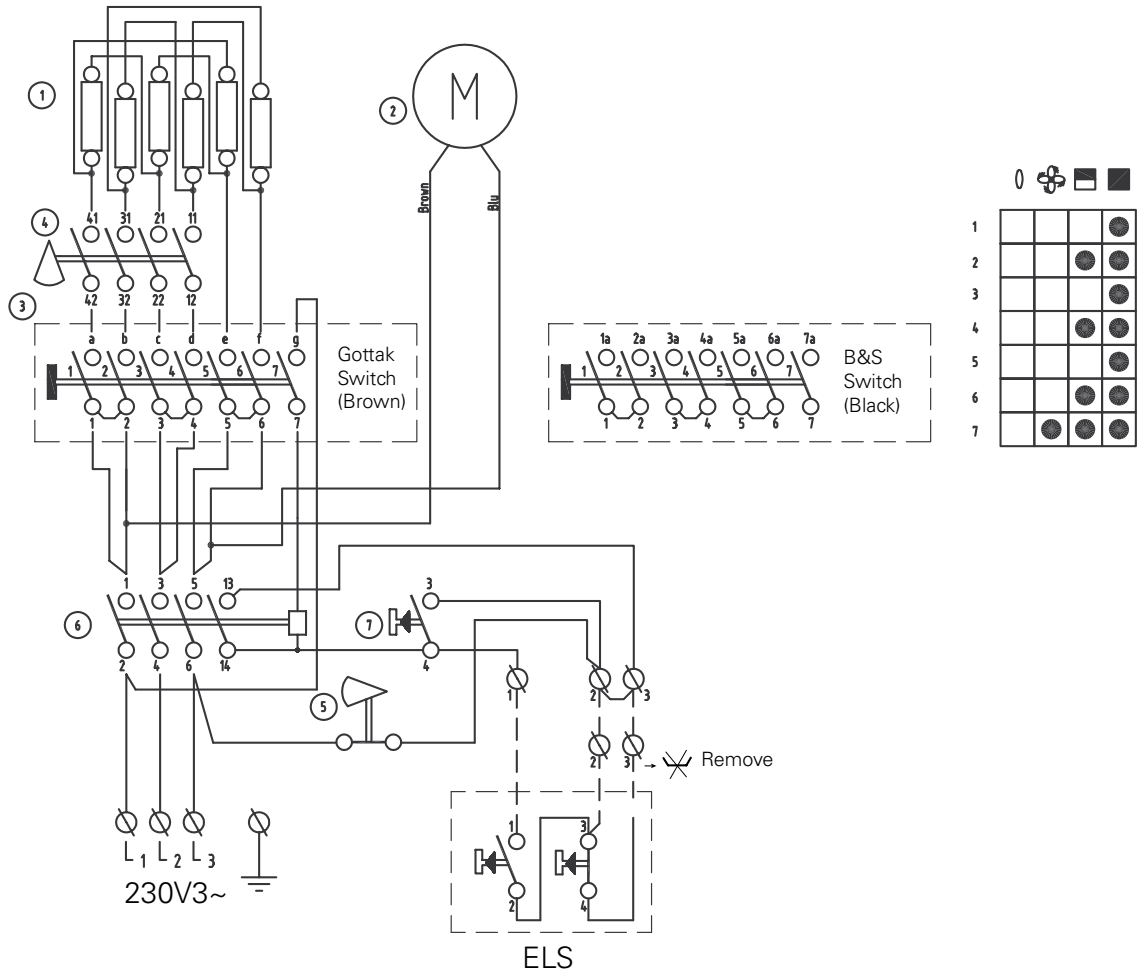 1
2
M
Brown
Blu
4
41 31 21 11
42 32 22 12
3
a b c d e f g
1 2 3 4 5 6 7
Gottak
Switch
(Brown)
1 2 3 4 5 6 7
1a 2a 3a 4a 5a 6a 7a
1 2 3 4 5 6 7
B&S
Switch
(Black)
1 2 3 4 5 6 7
1
2
3
4
5
6
7
1 3 5 13
6
2 4 6 14
3
7
4
5
1 2 3
2 3
Remove
1 3
2 4
ELS
L1 L2 L3
230V3~